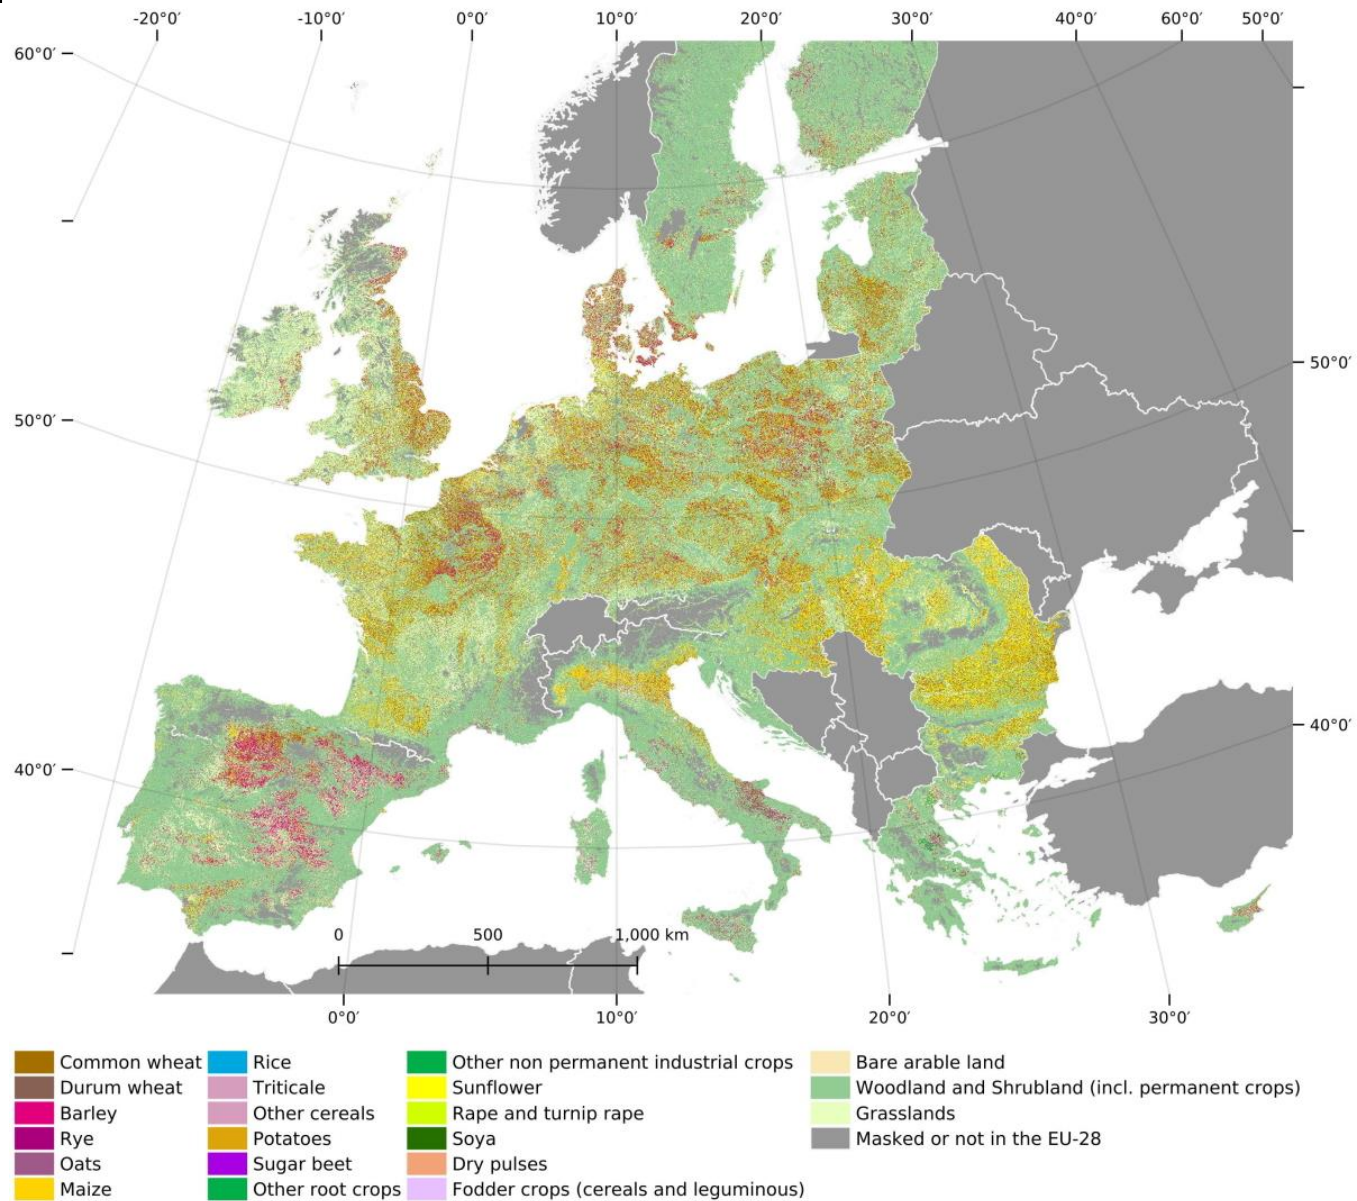 -20°0′ -10°0′ 0°0′ 10°0′ 20°0′ 30°0′ 40°0′ 60°0′ 50°0′
60°0′
50°0′
50°0′
40°0′
40°0′
0 500 1,000 km
0°0′ 10°0′ 20°0′ 30°0′
Common wheat
Durum wheat
Barley
Rye
Oats
Maize
Rice
Triticale
Other cereals
Potatoes
Sugar beet
Other root crops
Other non permanent industrial crops
Sunflower
Rape and turnip rape
Soya
Dry pulses
Fodder crops (cereals and leguminous)
Bare arable land
Woodland and Shrubland (incl. permanent crops)
Grasslands
Masked or not in the EU-28